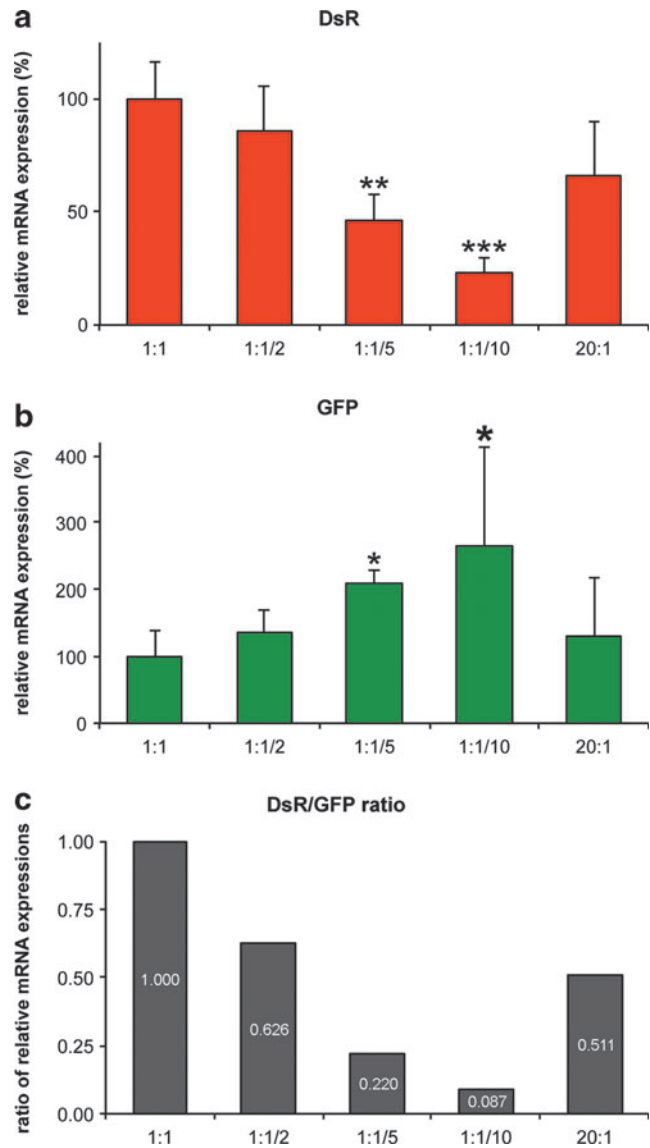 a
DsR
relative mRNA expression (%)
100
50
0
**
***
1:1 1:1/2 1:1/5 1:1/10 20:1
b
GFP
relative mRNA expression (%)
400
300
200
100
0
*
*
1:1 1:1/2 1:1/5 1:1/10 20:1
c
DsR/GFP ratio
ratio of relative mRNA expressions
1.00
0.75
0.50
0.25
0.00
1.000
0.626
0.220
0.087
0.511
1:1 1:1/2 1:1/5 1:1/10 20:1